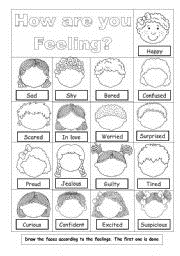 How are you
Feeling?
Happy
Sad Shy Bored Confused
Scared In love Worried Surprised
Proud Jealous Guilty Tired
Curious Confident Excited Suspicious
Draw the faces according to the feelings. The first one is done